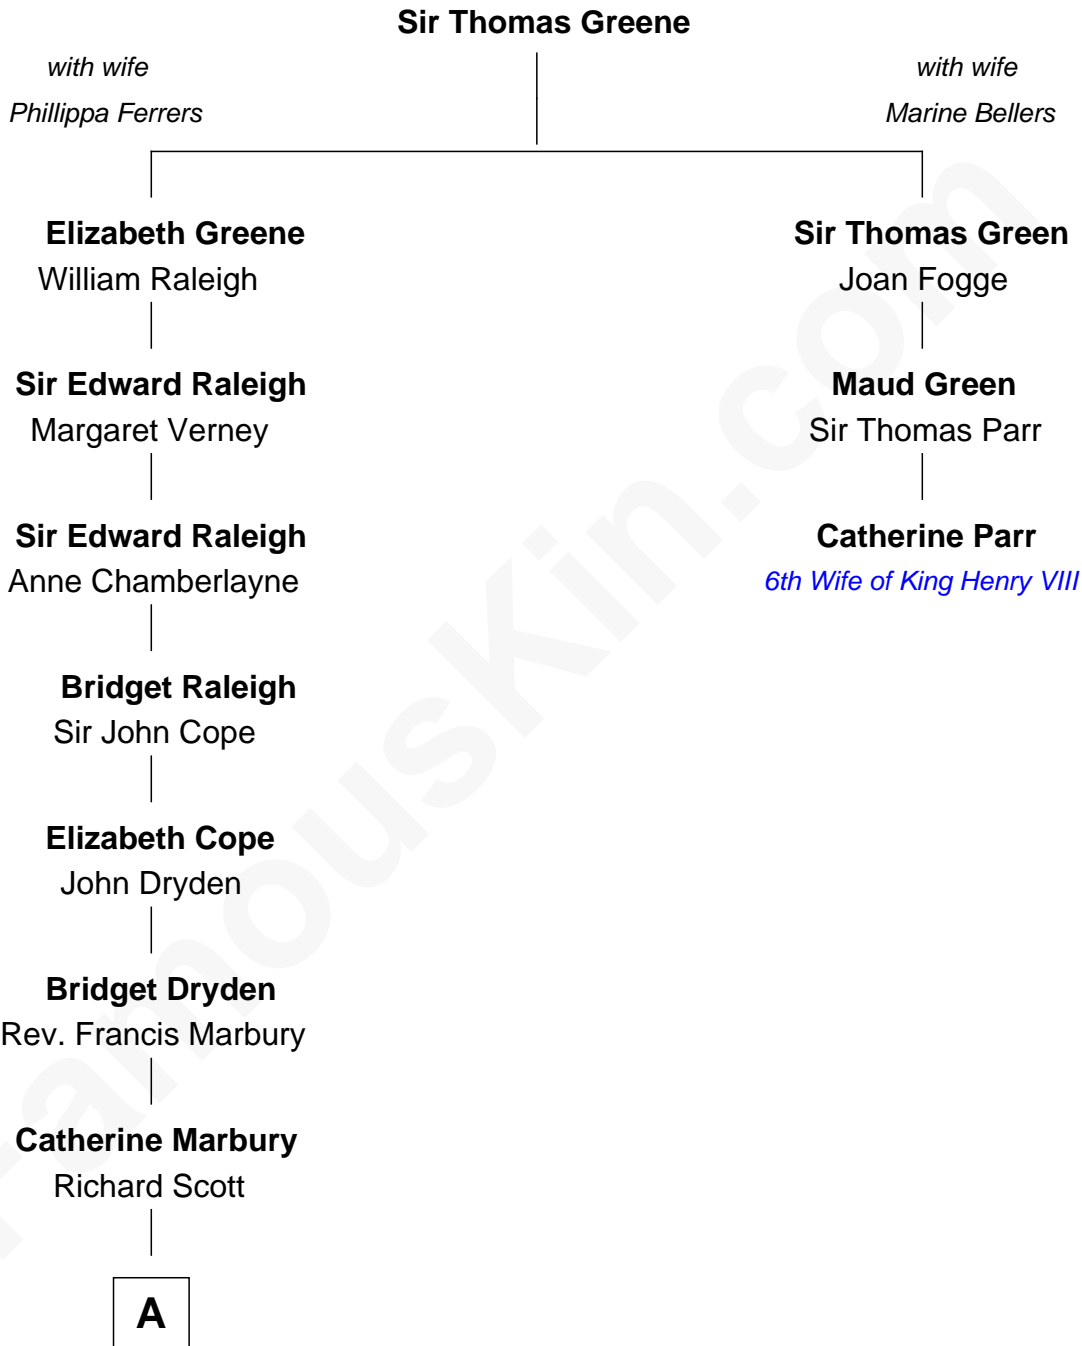 Sir Thomas Greene
with wife
Phillippa Ferrers
with wife
Marine Bellers
Elizabeth Greene
William Raleigh
Sir Thomas Green
Joan Fogge
Sir Edward Raleigh
Margaret Verney
Maud Green
Sir Thomas Parr
Sir Edward Raleigh
Anne Chamberlayne
Catherine Parr
6th Wife of King Henry VIII
Bridget Raleigh
Sir John Cope
Elizabeth Cope
John Dryden
Bridget Dryden
Rev. Francis Marbury
Catherine Marbury
Richard Scott
A
FamousKin.com